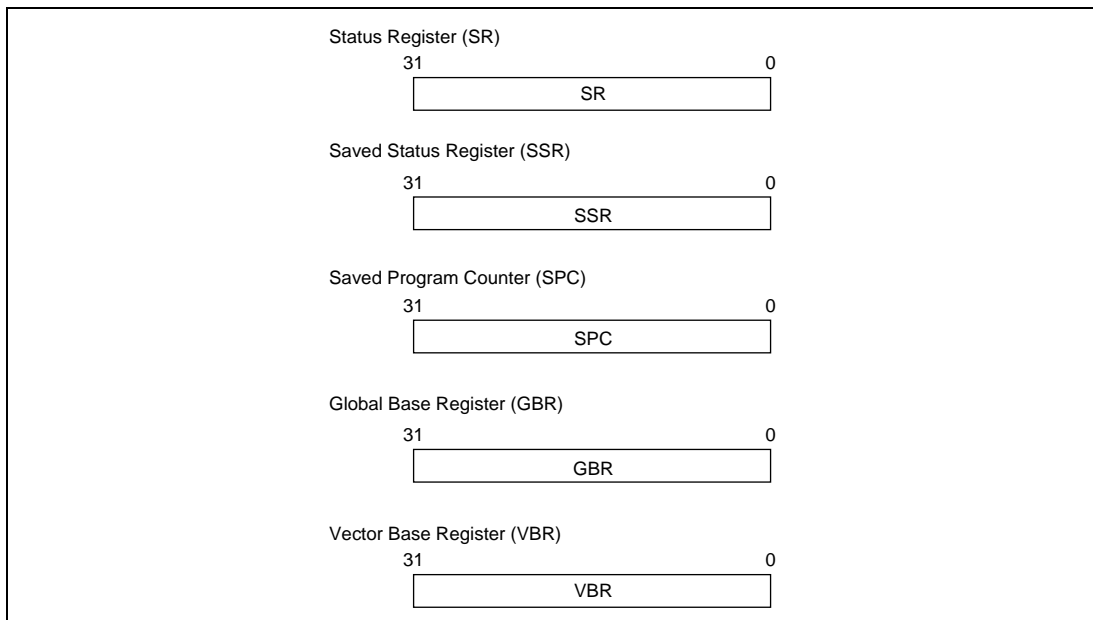 Status Register (SR)
31 0
SR
Saved Status Register (SSR)
31 0
SSR
Saved Program Counter (SPC)
31 0
SPC
Global Base Register (GBR)
31 0
GBR
Vector Base Register (VBR)
31 0
VBR